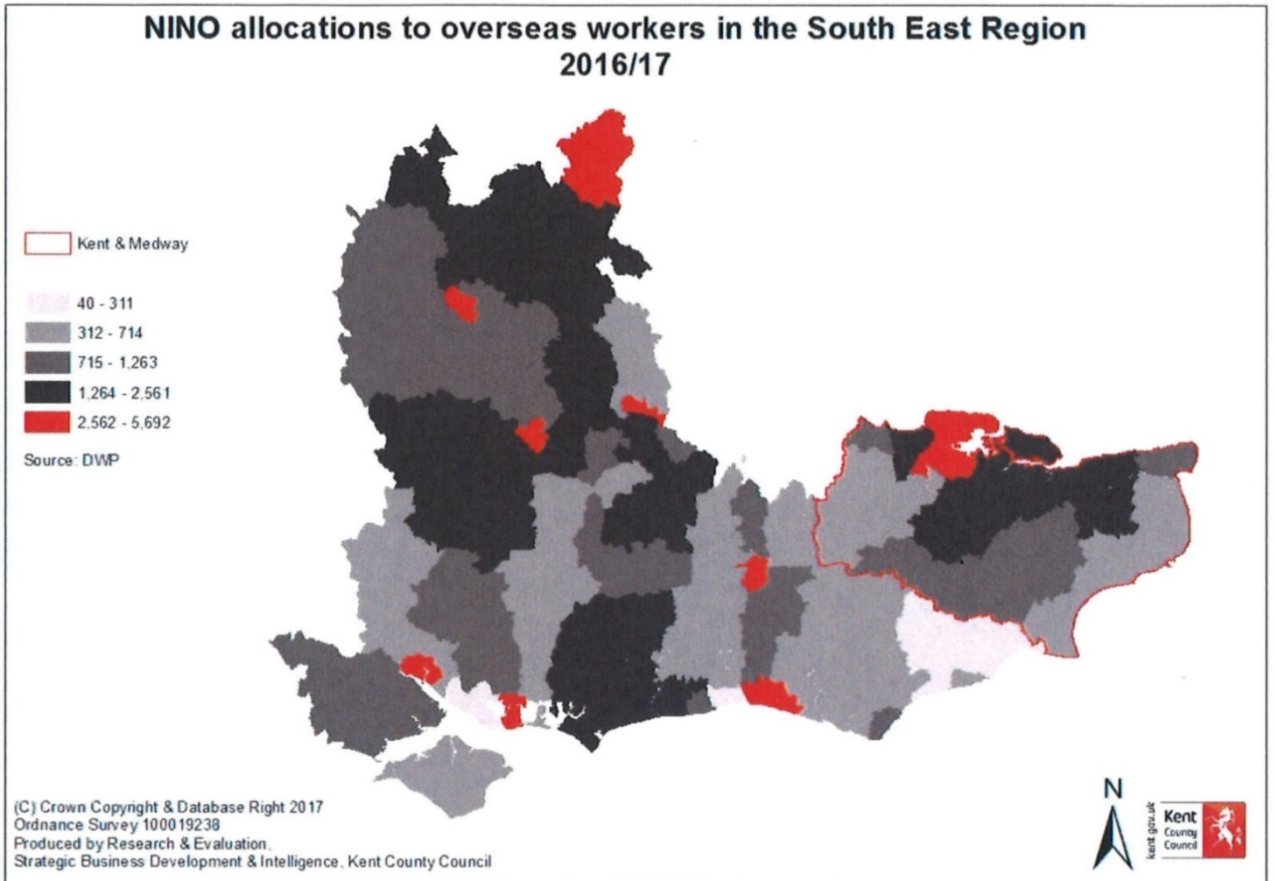 NINO allocations to overseas workers in the South East Region
2016/17
Kent & Medway
40 - 311
312 - 714
715 - 1,263
1,264 - 2,561
2,562 - 5,692
Source: DWP
(C) Crown Copyright & Database Right 2017
Ordnance Survey 100019238
Produced by Research & Evaluation,
Strategic Business Development & Intelligence, Kent County Council
N
kent.gov.uk
Kent
County
Council